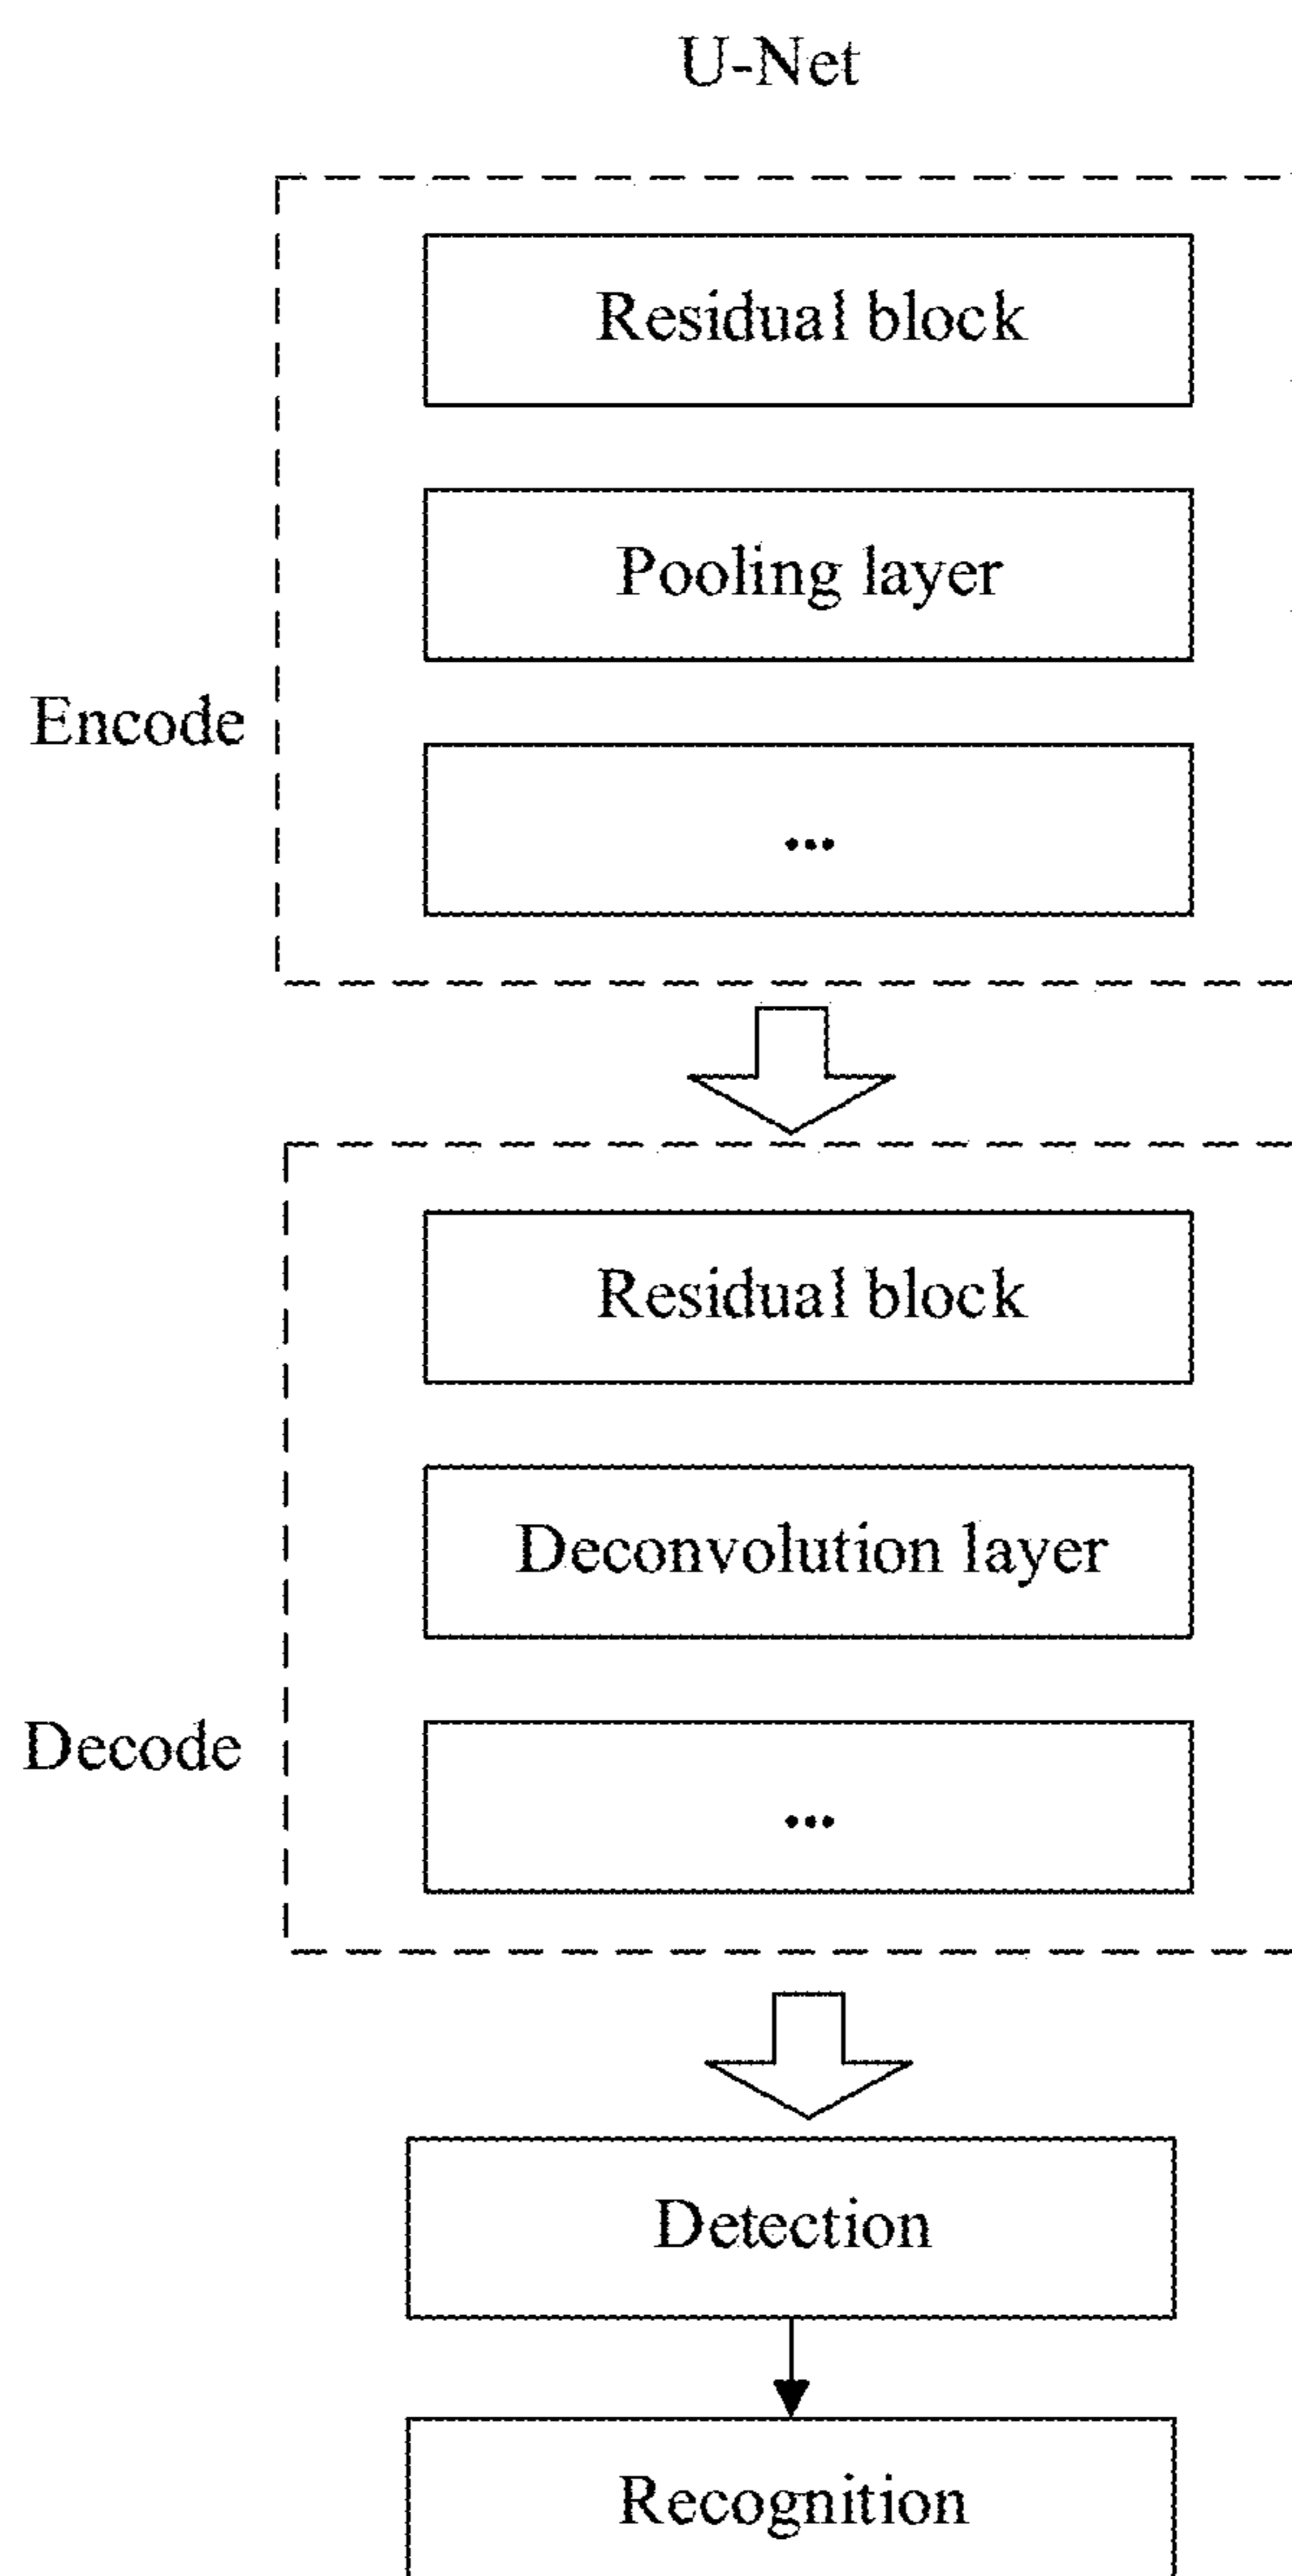 U-Net
Residual block
Pooling layer
Encode
...
Residual block
Deconvolution layer
Decode
...
Detection
Recognition